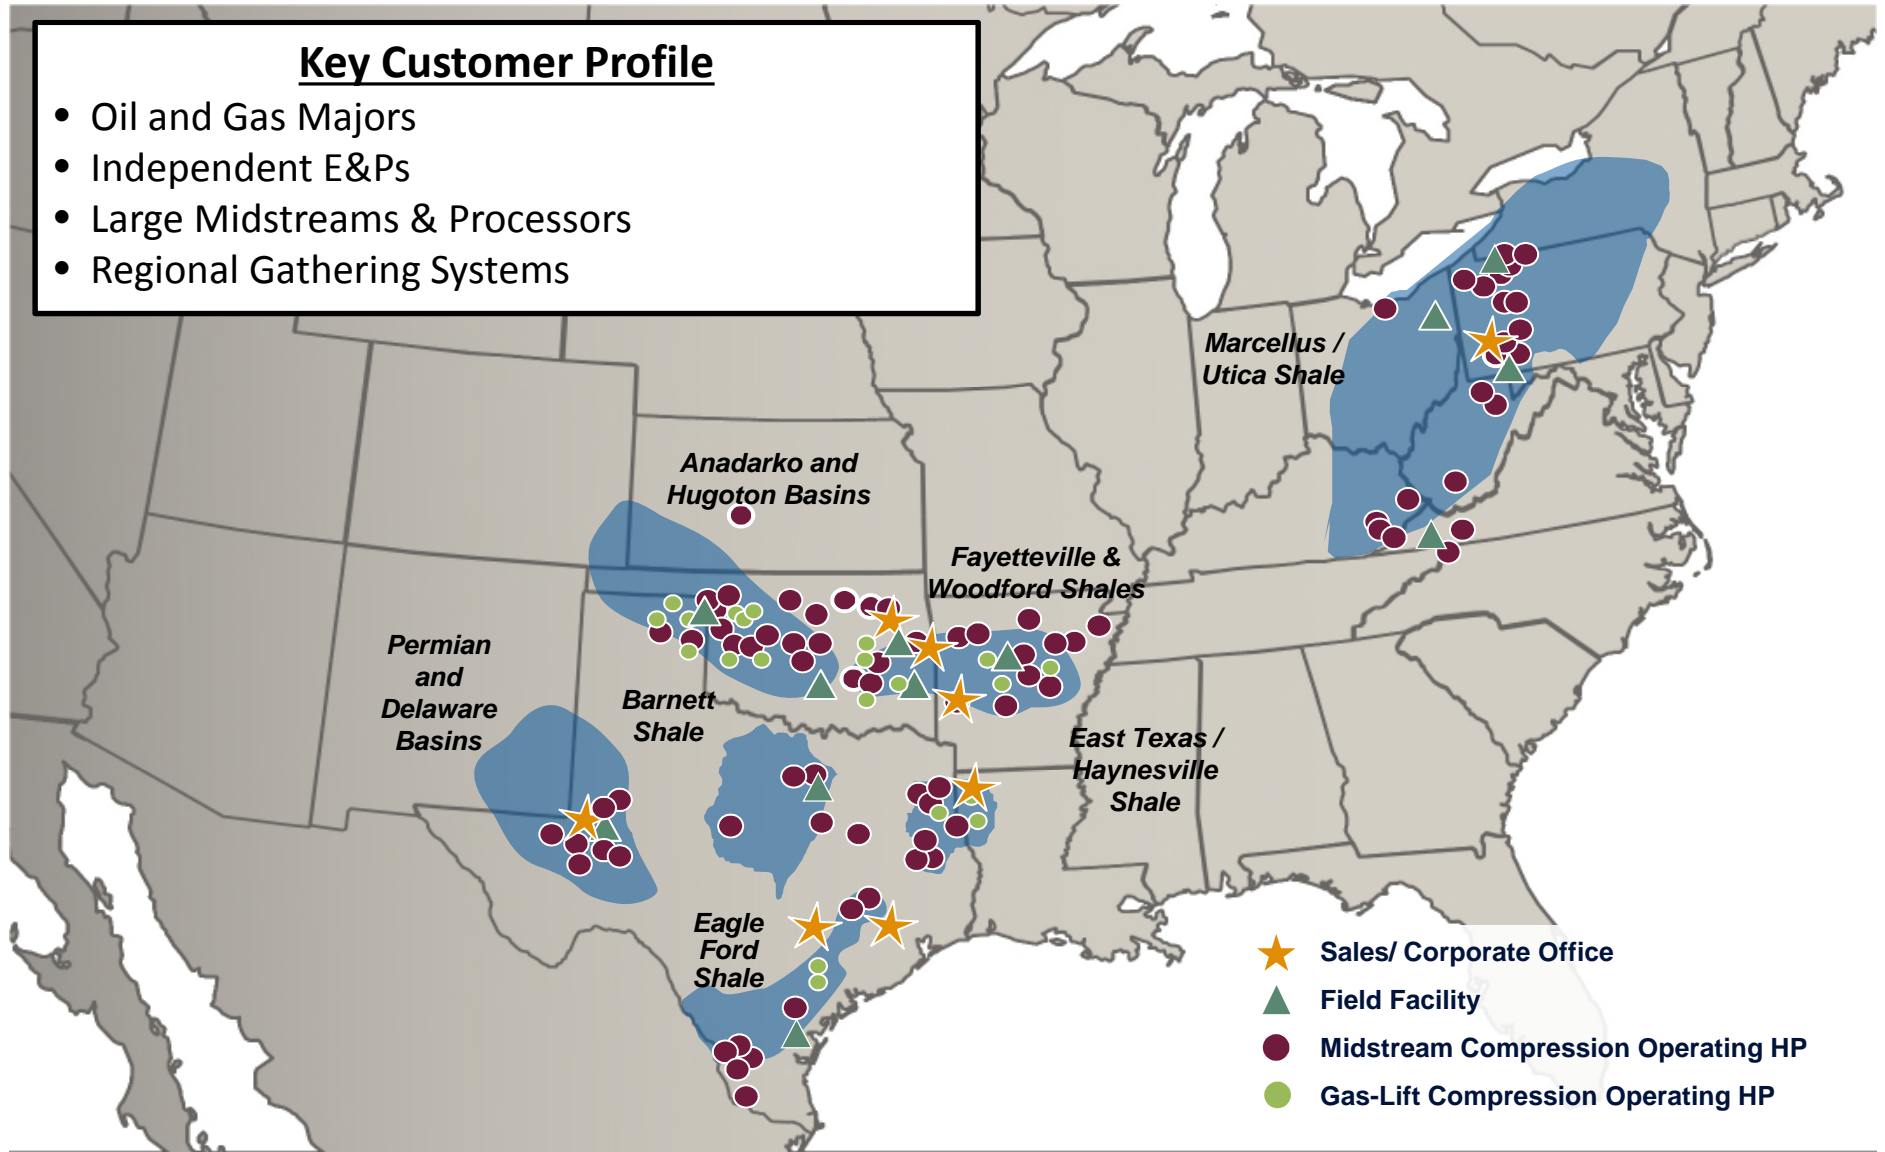 Key Customer Profile
• Oil and Gas Majors
• Independent E&Ps
• Large Midstreams & Processors
• Regional Gathering Systems
Marcellus /
Utica Shale
Anadarko and
Hugoton Basins
Fayetteville &
Woodford Shales
Permian
and
Delaware
Basins
Barnett
Shale
East Texas /
Haynesville
Shale
Eagle
Ford
Shale
Sales/ Corporate Office
Field Facility
Midstream Compression Operating HP
Gas-Lift Compression Operating HP